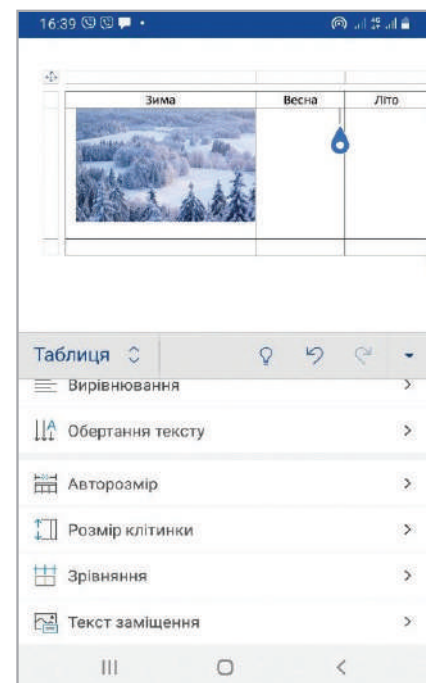 16:39
Зима Весна Літо
Таблиця
Вирівнювання
Обертання тексту
Авторозмір
Розмір клітинки
Зрівняння
Текст заміщення